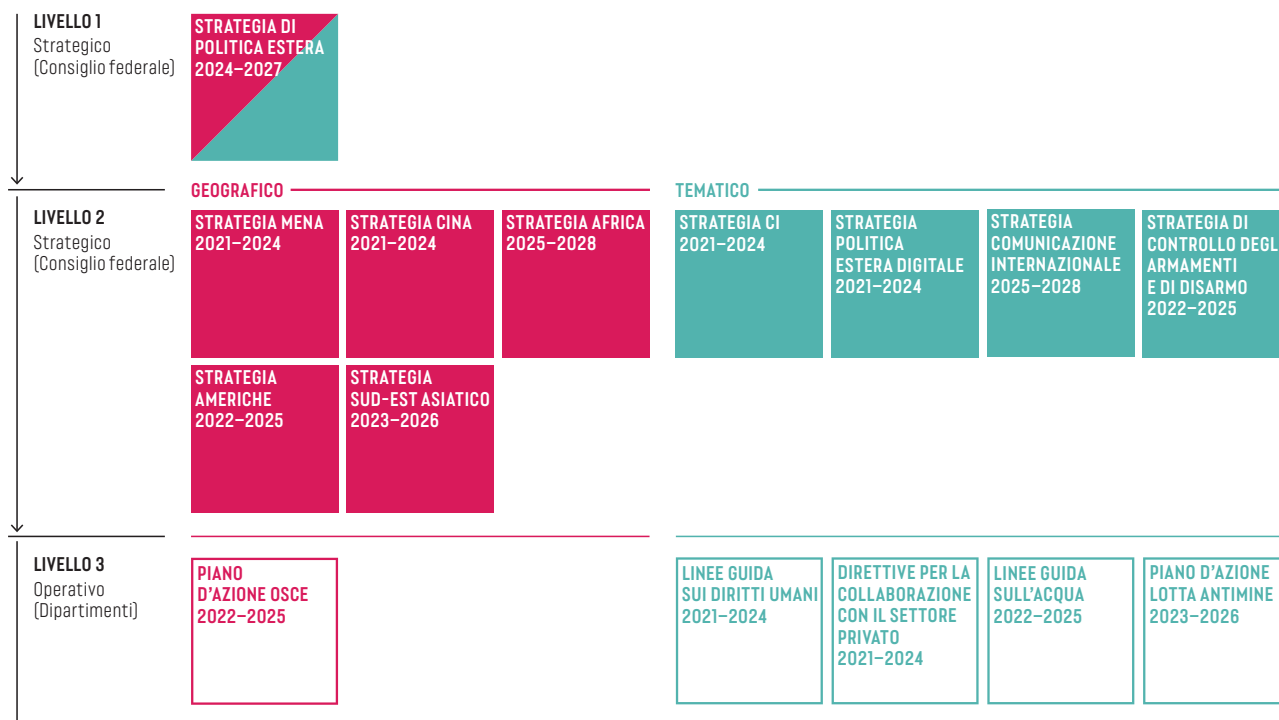 LIVELLO 1
Strategico
(Consiglio federale)
STRATEGIA DI
POLITICA ESTERA
2024–2027
GEOGRAFICO
TEMATICO
LIVELLO 2
Strategico
(Consiglio federale)
STRATEGIA MENA
2021–2024
STRATEGIA CINA
2021–2024
STRATEGIA AFRICA
2025–2028
STRATEGIA CI
2021–2024
STRATEGIA
POLITICA
ESTERA DIGITALE
2021–2024
STRATEGIA
COMUNICAZIONE
INTERNAZIONALE
2025–2028
STRATEGIA DI
CONTROLLO DEGL
ARMAMENTI
E DI DISARMO
2022–2025
STRATEGIA
AMERICHE
2022–2025
STRATEGIA
SUD-EST ASIATICO
2023–2026
LIVELLO 3
Operativo
(Dipartimenti)
PIANO
D'AZIONE OSCE
2022–2025
LINEE GUIDA
SUI DIRITTI UMANI
2021–2024
DIRETTIVE PER LA
COLLABORAZIONE
CON IL SETTORE
PRIVATO
2021–2024
LINEE GUIDA
SULL'ACQUA
2022–2025
PIANO D'AZIONE
LOTTA ANTIMINE
2023–2026